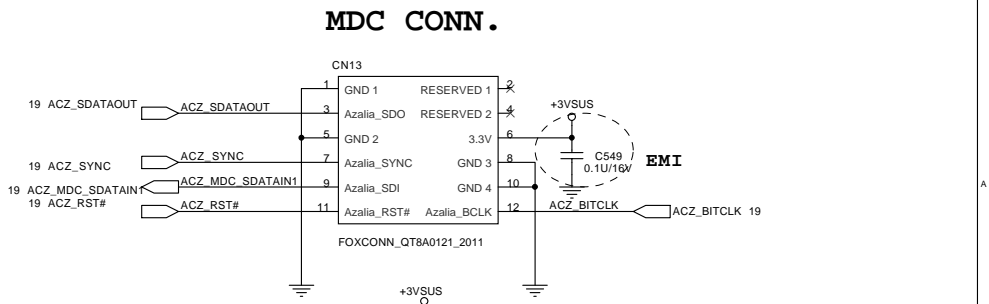 MDC CONN.
CN13
1 GND 1 RESERVED 1 2
19 ACZ_SDATAOUT ACZ_SDATAOUT 3 Azalia_SDO RESERVED 2 4 +3VSUS
5 GND 2 3.3V 6
19 ACZ_SYNC ACZ_SYNC 7 Azalia_SYNC GND 3 8 C549 EMI
0.1U/16V
19 ACZ_MDC_SDATAIN1 ACZ_MDC_SDATAIN1 9 Azalia_SDI GND 4 10 A
19 ACZ_RST# ACZ_RST# 11 Azalia_RST# Azalia_BCLK 12 ACZ_BITCLK ACZ_BITCLK 19
FOXCONN_QT8A0121_2011
+3VSUS